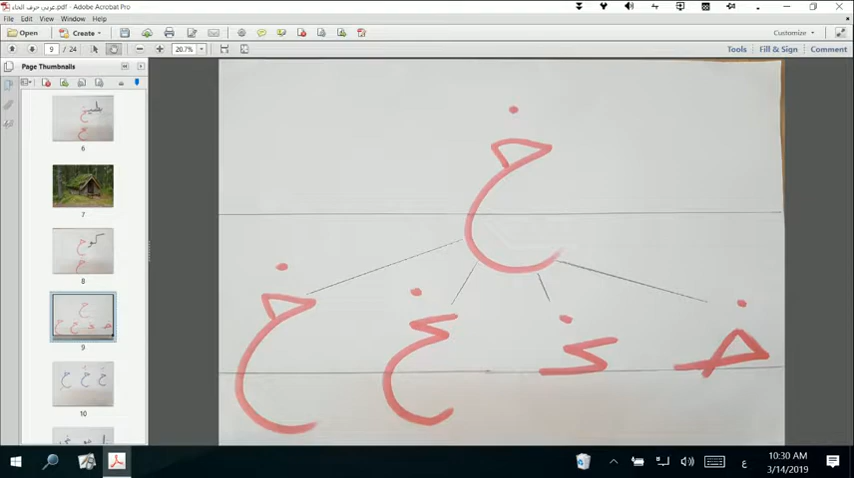 عربي حرف الخاء.pdf - Adobe Acrobat Pro
File Edit View Window Help
Open Create Customize
9 / 24 20.7% Tools Fill & Sign Comment
Page Thumbnails
6
7
8
9
10
خ
خـ ـخـ ـخ خ
ع
10:30 AM
3/14/2019